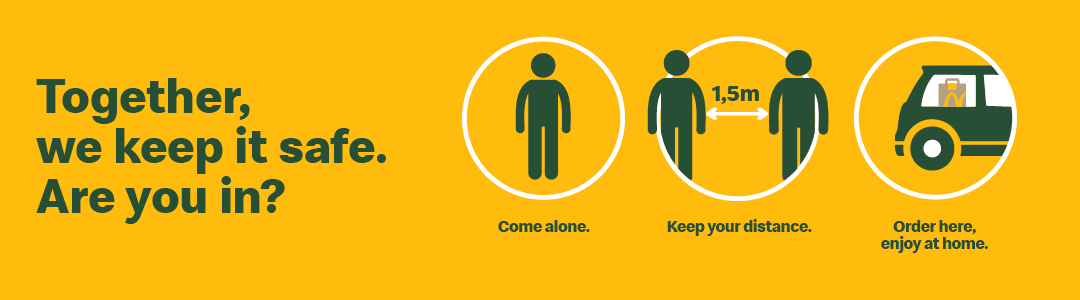 Together,
we keep it safe.
Are you in?
1,5m
Come alone.
Keep your distance.
Order here,
enjoy at home.